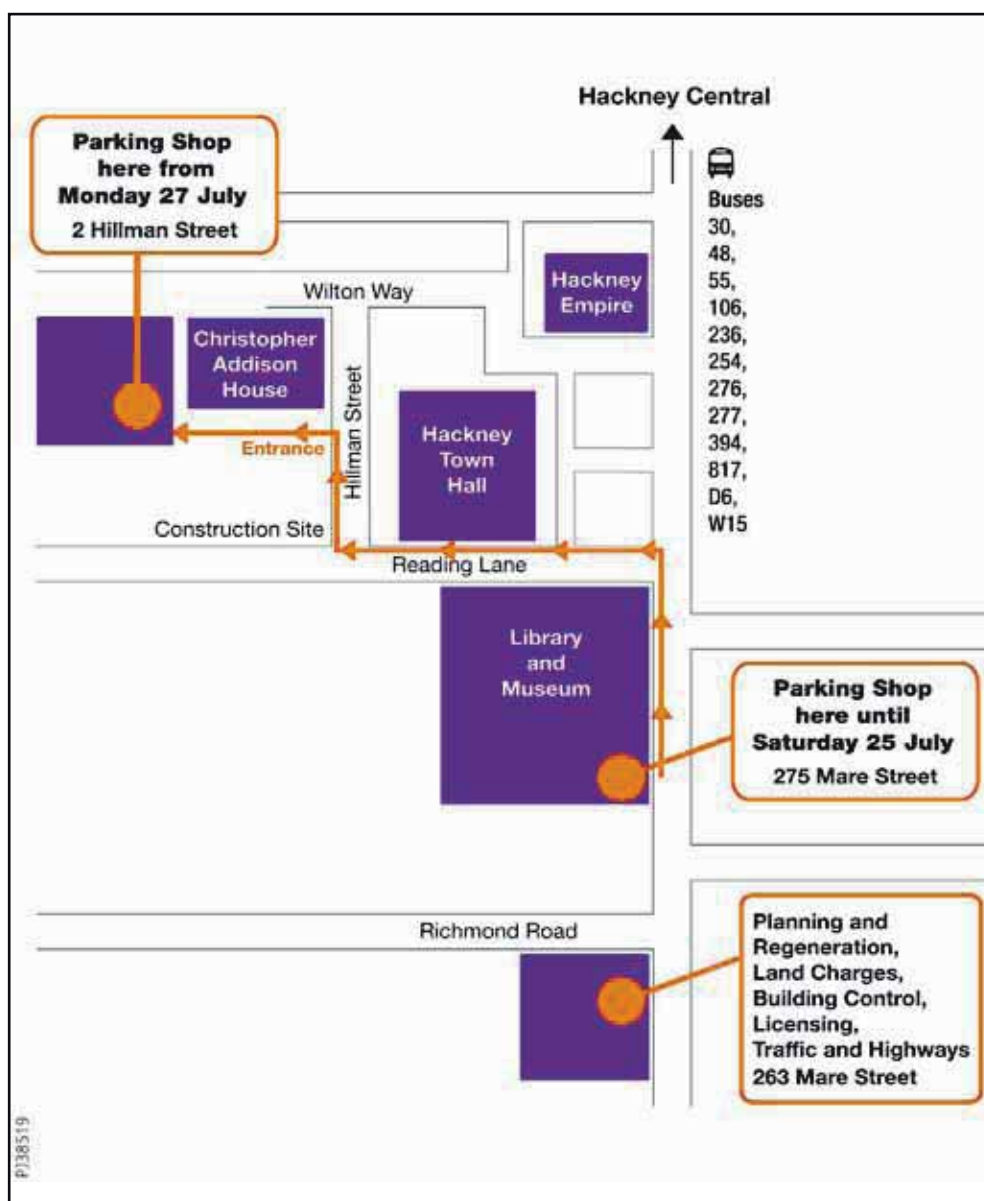 Hackney Central
Parking Shop
here from
Monday 27 July
2 Hillman Street
Buses
30,
48,
55,
106,
236,
254,
276,
277,
394,
817,
D6,
W15
Hackney
Empire
Wilton Way
Christopher
Addison
House
Hillman Street
Hackney
Town
Hall
Entrance
Construction Site
Reading Lane
Library
and
Museum
Parking Shop
here until
Saturday 25 July
275 Mare Street
Richmond Road
Planning and
Regeneration,
Land Charges,
Building Control,
Licensing,
Traffic and Highways
263 Mare Street
PJ38519